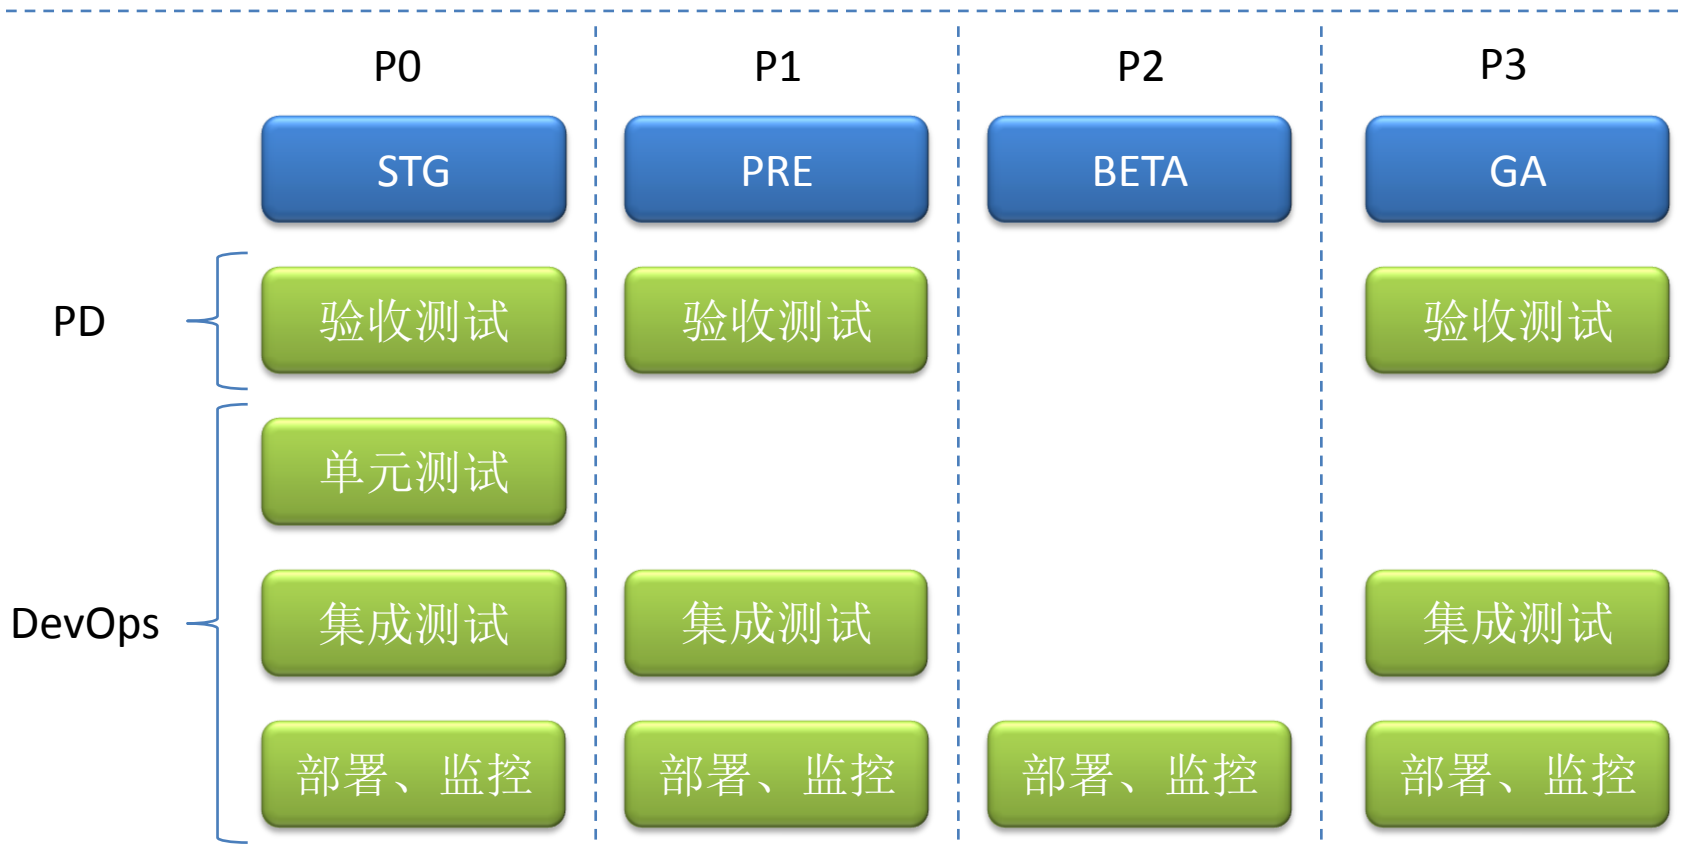 P0
P1
P2
P3
STG
PRE
BETA
GA
PD
验收测试
验收测试
验收测试
单元测试
DevOps
集成测试
集成测试
集成测试
部署、监控
部署、监控
部署、监控
部署、监控